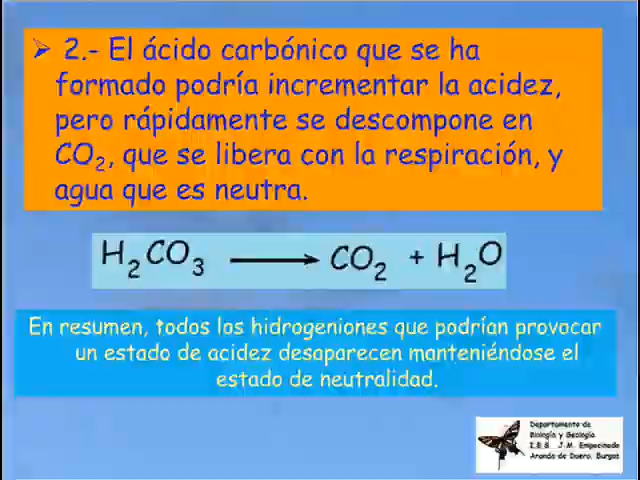 ➢ 2.- El ácido carbónico que se ha
formado podría incrementar la acidez,
pero rápidamente se descompone en
CO₂, que se libera con la respiración, y
agua que es neutra.
H₂CO₃ → CO₂ + H₂O
En resumen, todos los hidrogeniones que podrían provocar
un estado de acidez desaparecen manteniéndose el
estado de neutralidad.
Departamento de
Biología y Geología
I.E.S. J.M. Empecinado
Aranda de Duero, Burgos